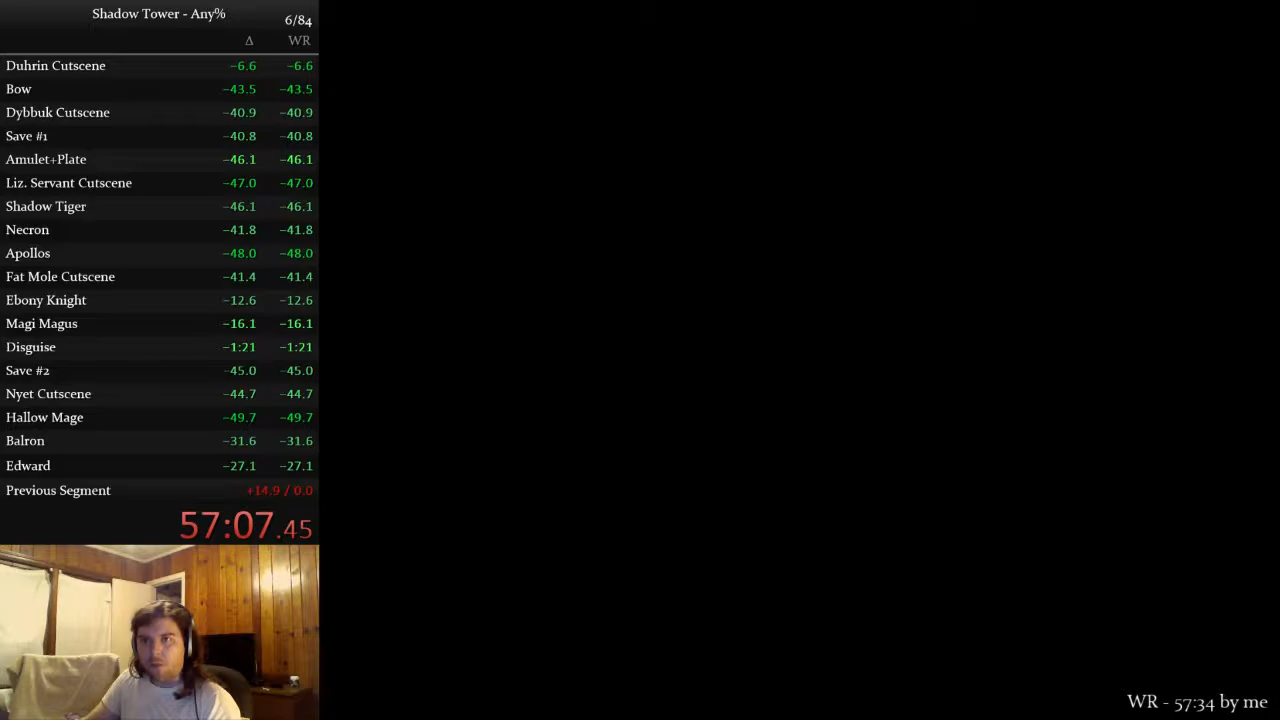 Shadow Tower - Any%
6/84
Δ WR
Duhrin Cutscene −6.6 −6.6
Bow −43.5 −43.5
Dybbuk Cutscene −40.9 −40.9
Save #1 −40.8 −40.8
Amulet+Plate −46.1 −46.1
Liz. Servant Cutscene −47.0 −47.0
Shadow Tiger −46.1 −46.1
Necron −41.8 −41.8
Apollos −48.0 −48.0
Fat Mole Cutscene −41.4 −41.4
Ebony Knight −12.6 −12.6
Magi Magus −16.1 −16.1
Disguise −1:21 −1:21
Save #2 −45.0 −45.0
Nyet Cutscene −44.7 −44.7
Hallow Mage −49.7 −49.7
Balron −31.6 −31.6
Edward −27.1 −27.1
Previous Segment +14.9 / 0.0
57:07.45
WR - 57:34 by me